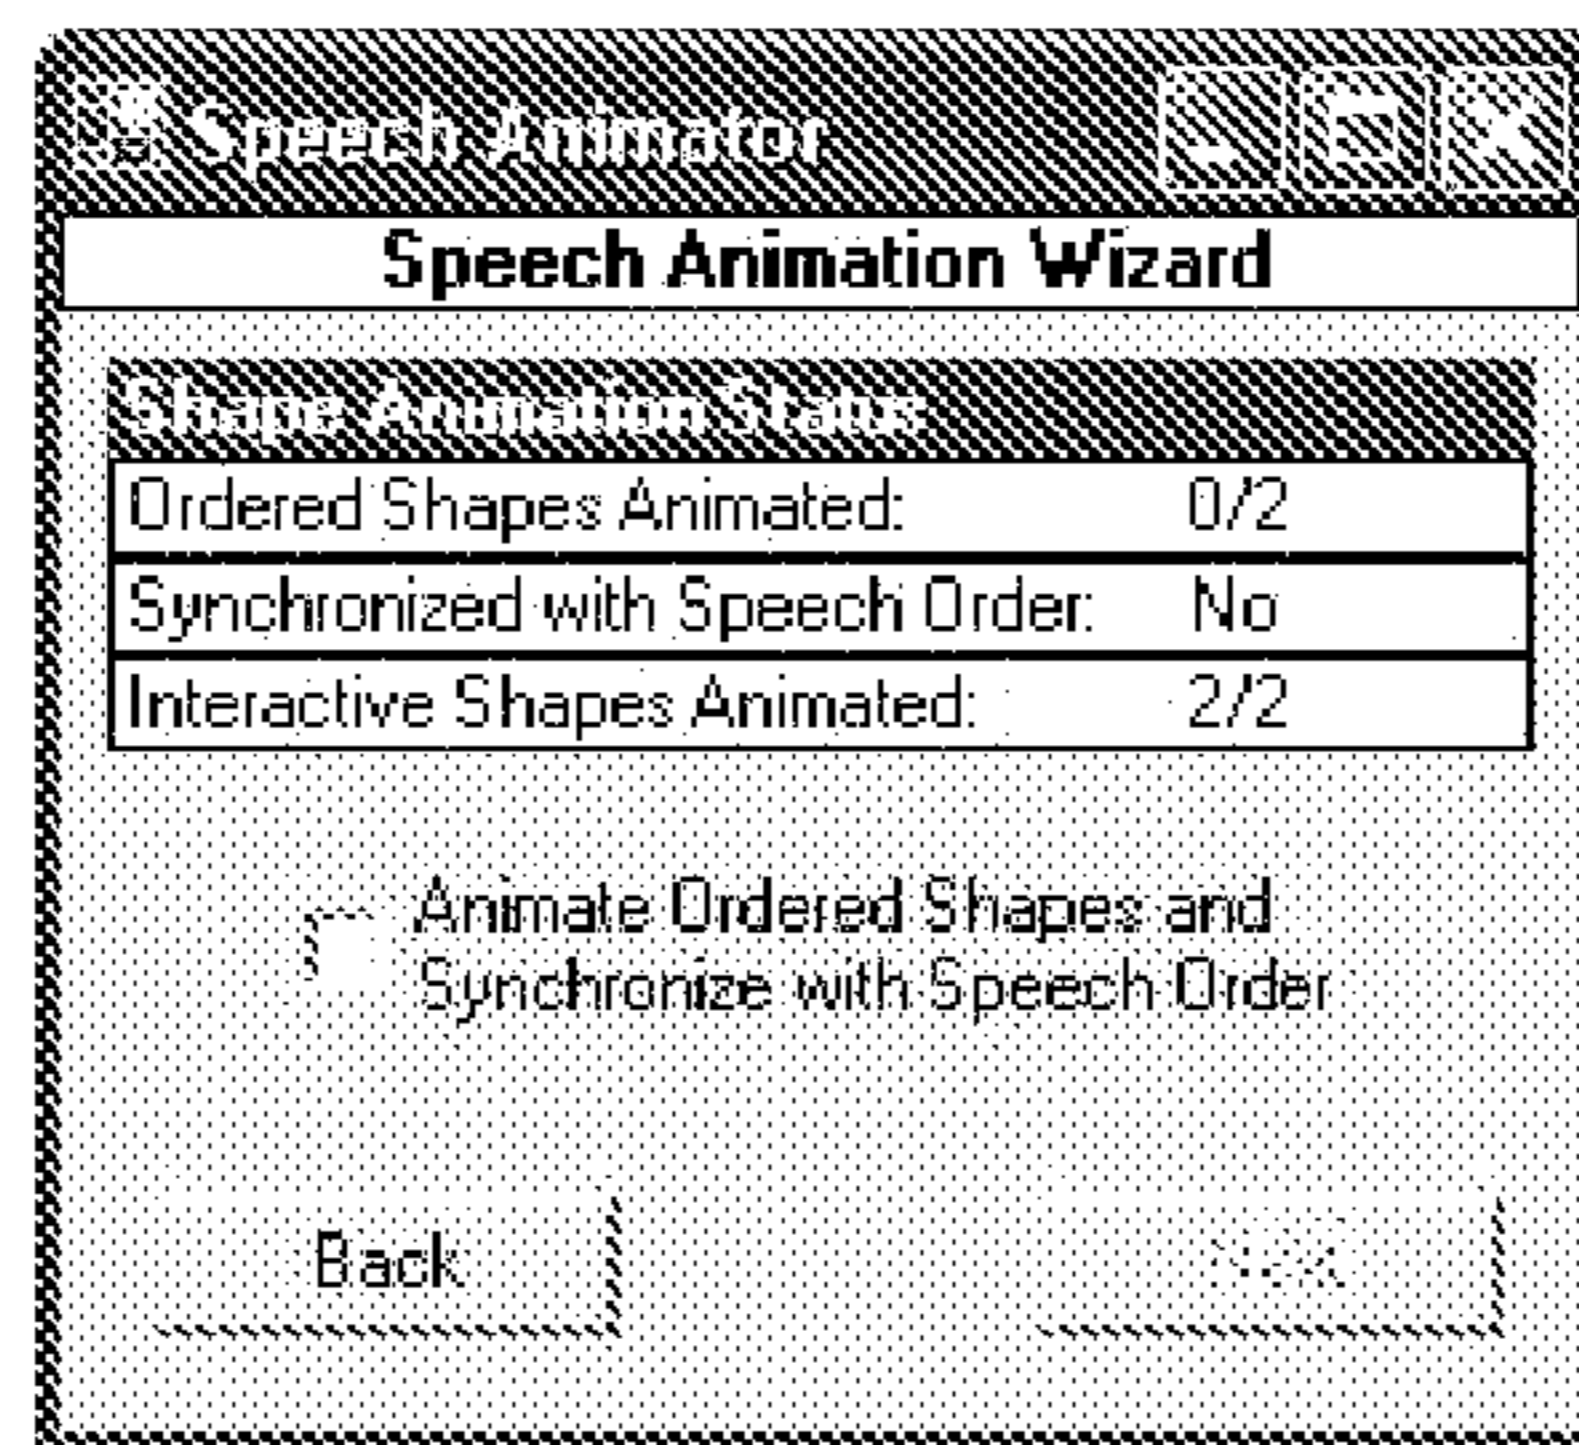 Speech Animator
Speech Animation Wizard
Shape Animation Status
Ordered Shapes Animated: 0/2
Synchronized with Speech Order: No
Interactive Shapes Animated: 2/2
Animate Ordered Shapes and
Synchronize with Speech Order
Back Next